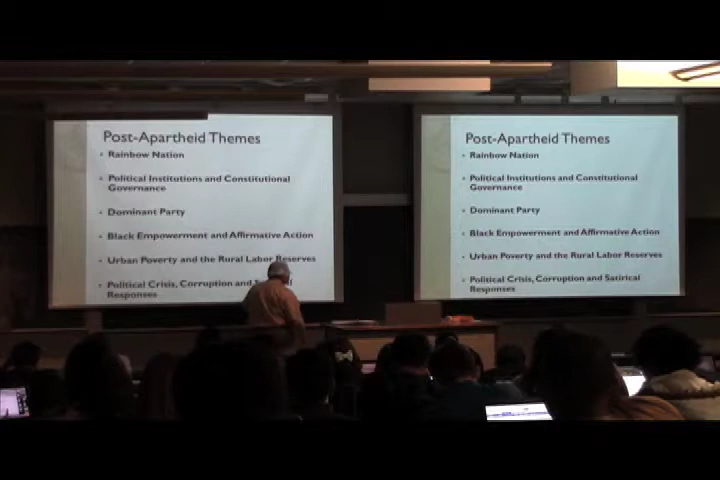 Post-Apartheid Themes
• Rainbow Nation
• Political Institutions and Constitutional
Governance
• Dominant Party
• Black Empowerment and Affirmative Action
• Urban Poverty and the Rural Labor Reserves
• Political Crisis, Corruption and
Responses
Post-Apartheid Themes
• Rainbow Nation
• Political Institutions and Constitutional
Governance
• Dominant Party
• Black Empowerment and Affirmative Action
• Urban Poverty and the Rural Labor Reserves
• Political Crisis, Corruption and Satirical
Responses